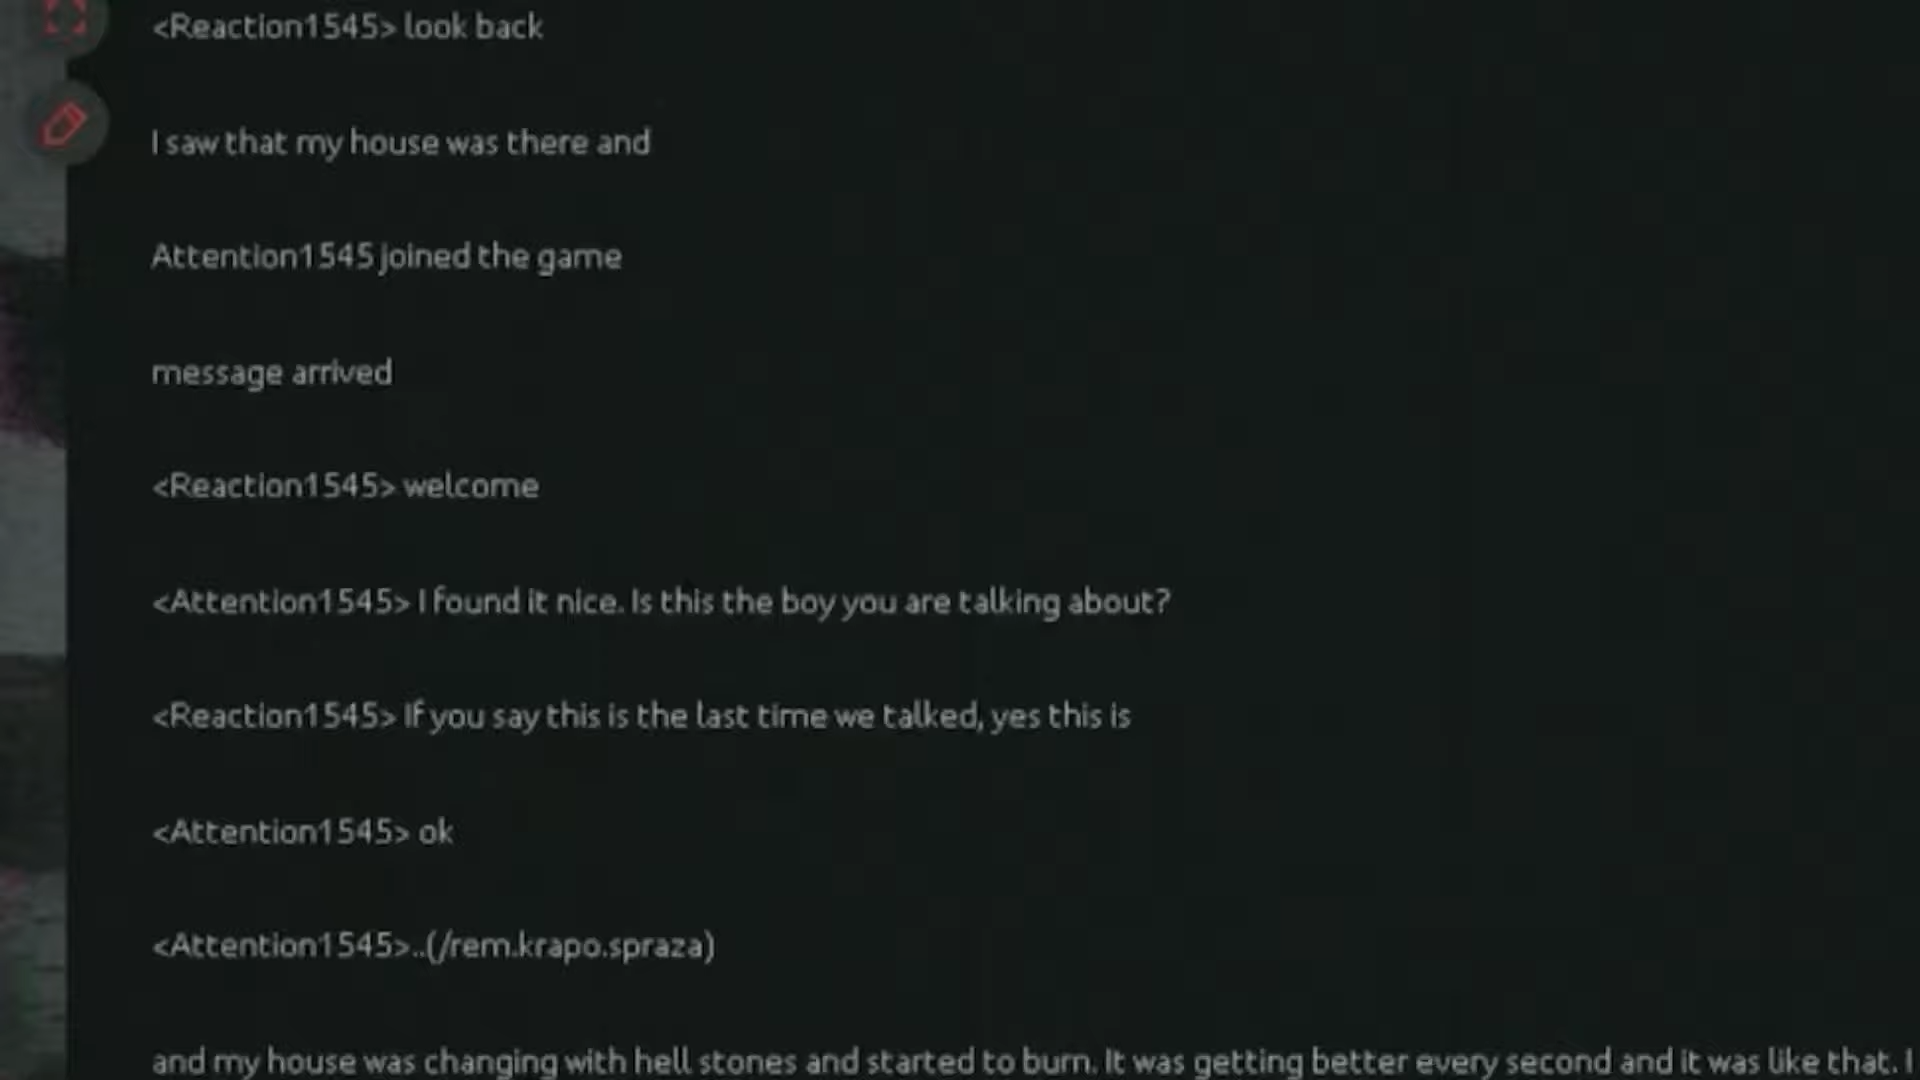 <Reaction1545> look back
I saw that my house was there and
Attention1545 joined the game
message arrived
<Reaction1545> welcome
<Attention1545> I found it nice. Is this the boy you are talking about?
<Reaction1545> If you say this is the last time we talked, yes this is
<Attention1545> ok
<Attention1545>..(/rem.krapo.spraza)
and my house was changing with hell stones and started to burn. It was getting better every second and it was like that. I